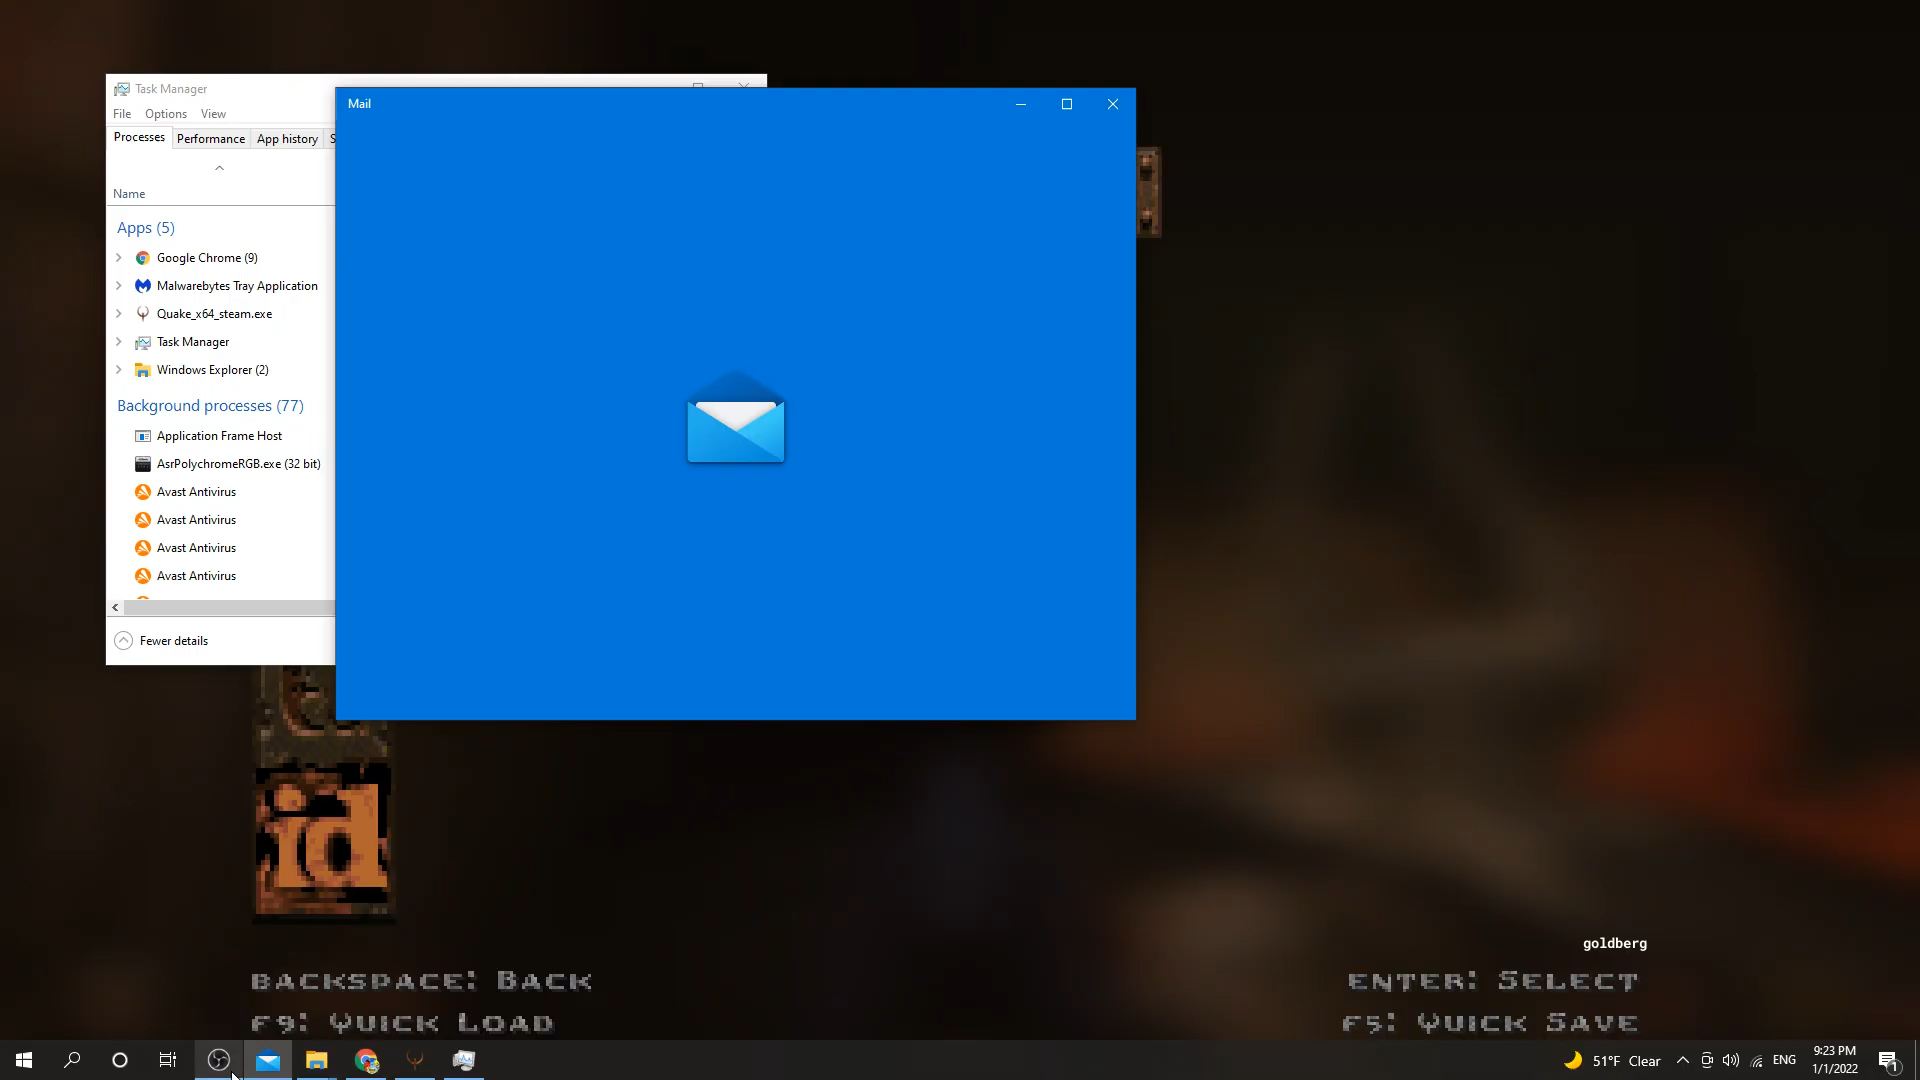 Task Manager
File Options View
Processes Performance App history S
Name
Apps (5)
Google Chrome (9)
Malwarebytes Tray Application
Quake_x64_steam.exe
Task Manager
Windows Explorer (2)
Background processes (77)
Application Frame Host
AsrPolychromeRGB.exe (32 bit)
Avast Antivirus
Avast Antivirus
Avast Antivirus
Avast Antivirus
Fewer details
Mail
id
goldberg
BACKSPACE: BACK
ENTER: SELECT
F9: QUICK LOAD
F5: QUICK SAVE
51°F Clear
ENG
9:23 PM
1/1/2022
1